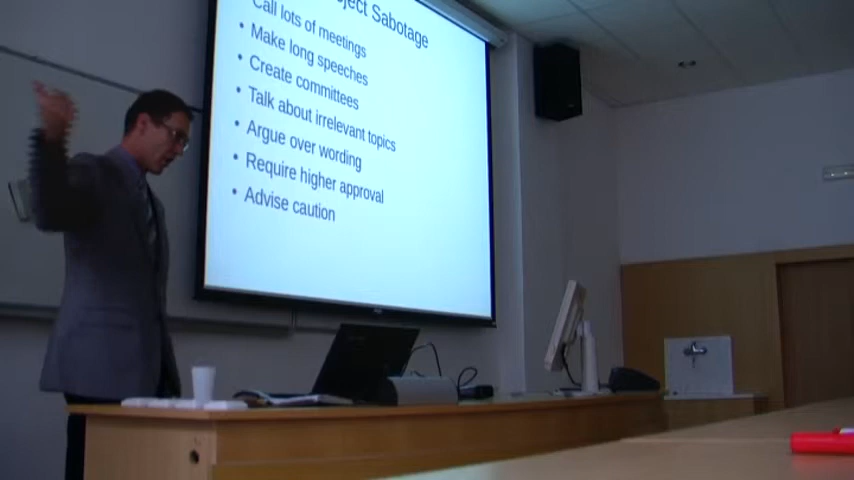 Sabotage
Call lots of meetings
• Make long speeches
• Create committees
• Talk about irrelevant topics
• Argue over wording
• Require higher approval
• Advise caution